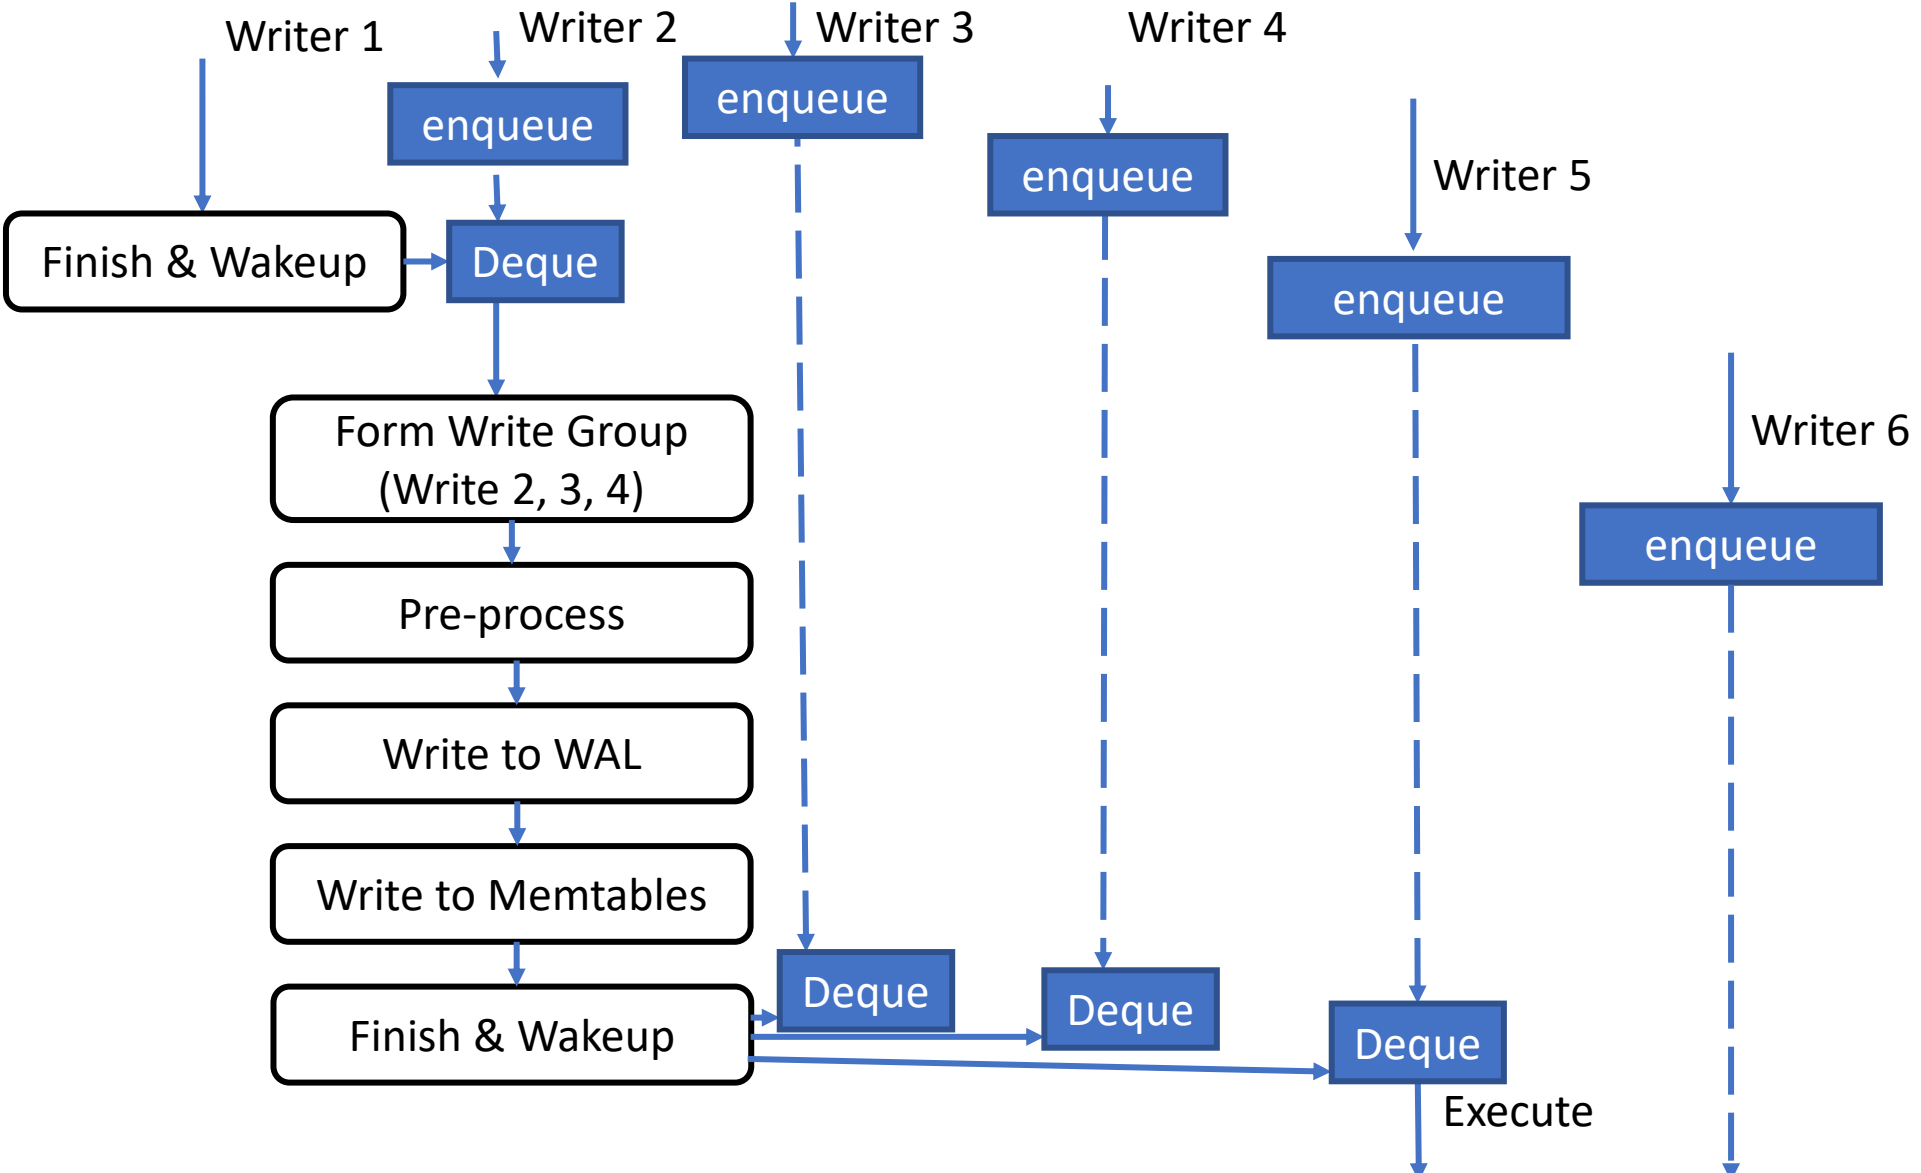 Writer 1
Writer 2
Writer 3
Writer 4
enqueue
enqueue
enqueue
Writer 5
Finish & Wakeup
Deque
enqueue
Form Write Group
(Write 2, 3, 4)
Writer 6
enqueue
Pre-process
Write to WAL
Write to Memtables
Finish & Wakeup
Deque
Deque
Deque
Execute